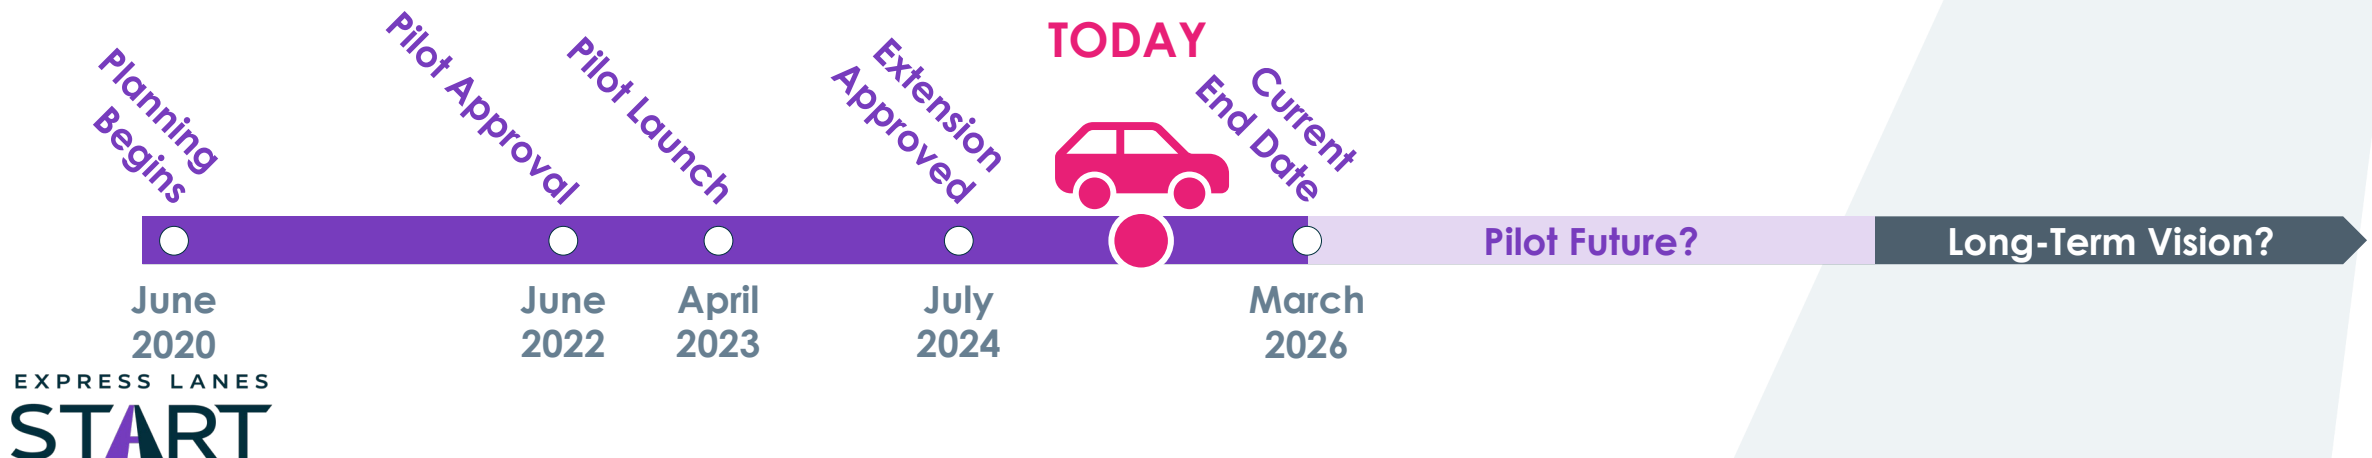 Planning
Begins
Pilot Approval
Pilot Launch
Extension
Approved
TODAY
Current
End Date
Pilot Future?
Long-Term Vision?
June
2020
June
2022
April
2023
July
2024
March
2026
EXPRESS LANES
START